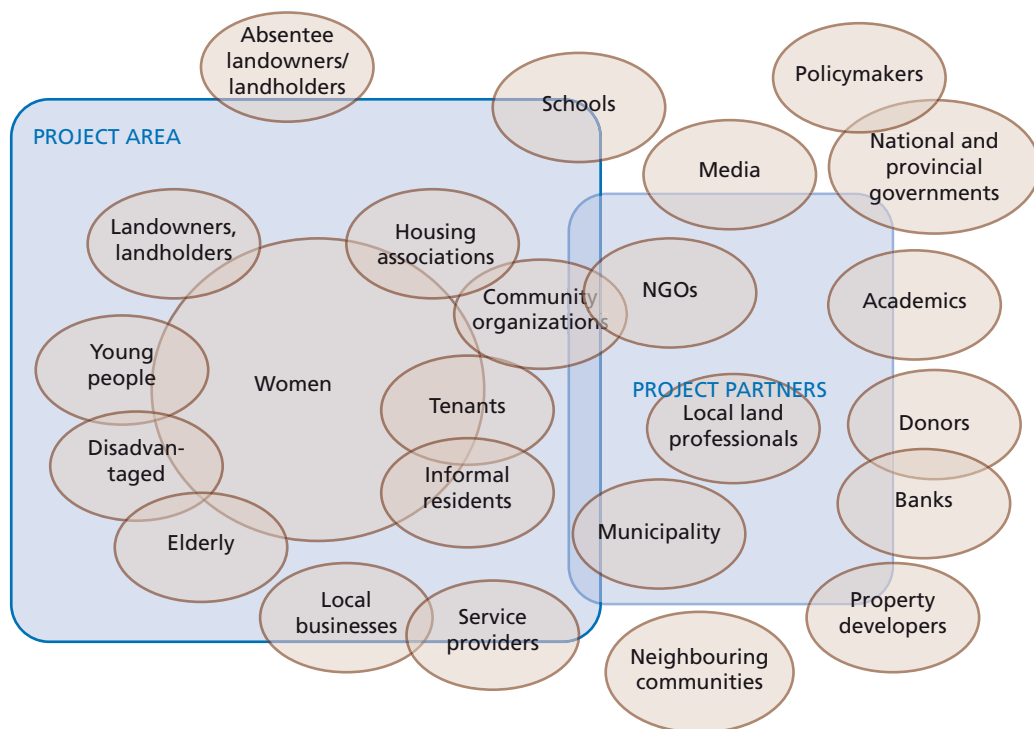 Absentee
landowners/
landholders
Schools
Policymakers
PROJECT AREA
Media
National and
provincial
governments
Landowners,
landholders
Housing
associations
Community
organizations
NGOs
Academics
Young
people
Women
Tenants
PROJECT PARTNERS
Local land
professionals
Donors
Disadvan-
taged
Informal
residents
Banks
Elderly
Municipality
Local
businesses
Service
providers
Property
developers
Neighbouring
communities